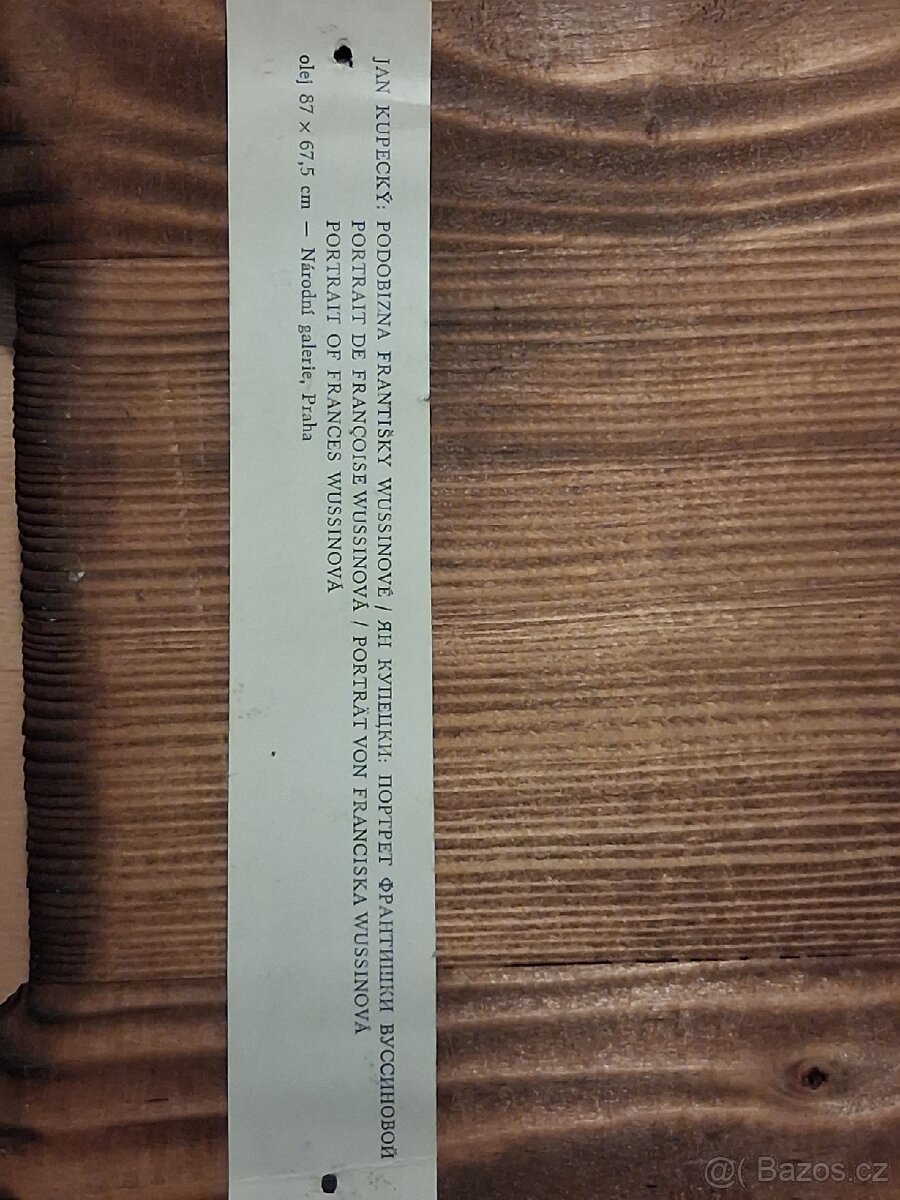 JAN KUPECKÝ: PODOBIZNA FRANTIŠKY WUSSINOVÉ / ЯН КУПЕЦКИ: ПОРТРЕТ ФРАНТИШКИ ВУССИНОВОЙ
PORTRAIT DE FRANÇOISE WUSSINOVÁ / PORTRÄT VON FRANCISKA WUSSINOVÁ
PORTRAIT OF FRANCES WUSSINOVÁ
olej 87 × 67,5 cm — Národní galerie, Praha
@( Bazos.cz